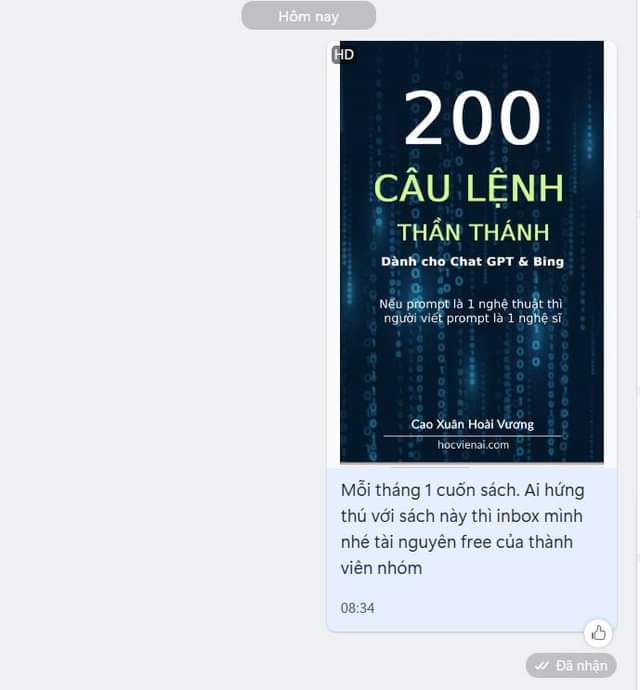 Hôm nay
HD
200
CÂU LỆNH
THẦN THÁNH
Dành cho Chat GPT & Bing
Nếu prompt là 1 nghệ thuật thì
người viết prompt là 1 nghệ sĩ
Cao Xuân Hoài Vương
hocvienai.com
Mỗi tháng 1 cuốn sách. Ai hứng
thú với sách này thì inbox mình
nhé tài nguyên free của thành
viên nhóm
08:34
Đã nhận